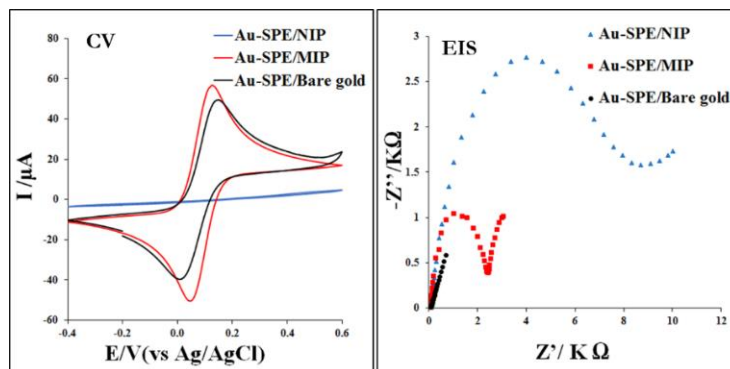 CV
Au-SPE/NIP
Au-SPE/MIP
Au-SPE/Bare gold
80
60
40
20
0
-20
-40
-60
I /μA
-0.4
-0.2
0.0
0.2
0.4
0.6
E/V(vs Ag/AgCl)
EIS
Au-SPE/NIP
Au-SPE/MIP
Au-SPE/Bare gold
3
2.5
2
1.5
1
0.5
0
-Z''/KΩ
0
2
4
6
8
10
12
Z'/ K Ω